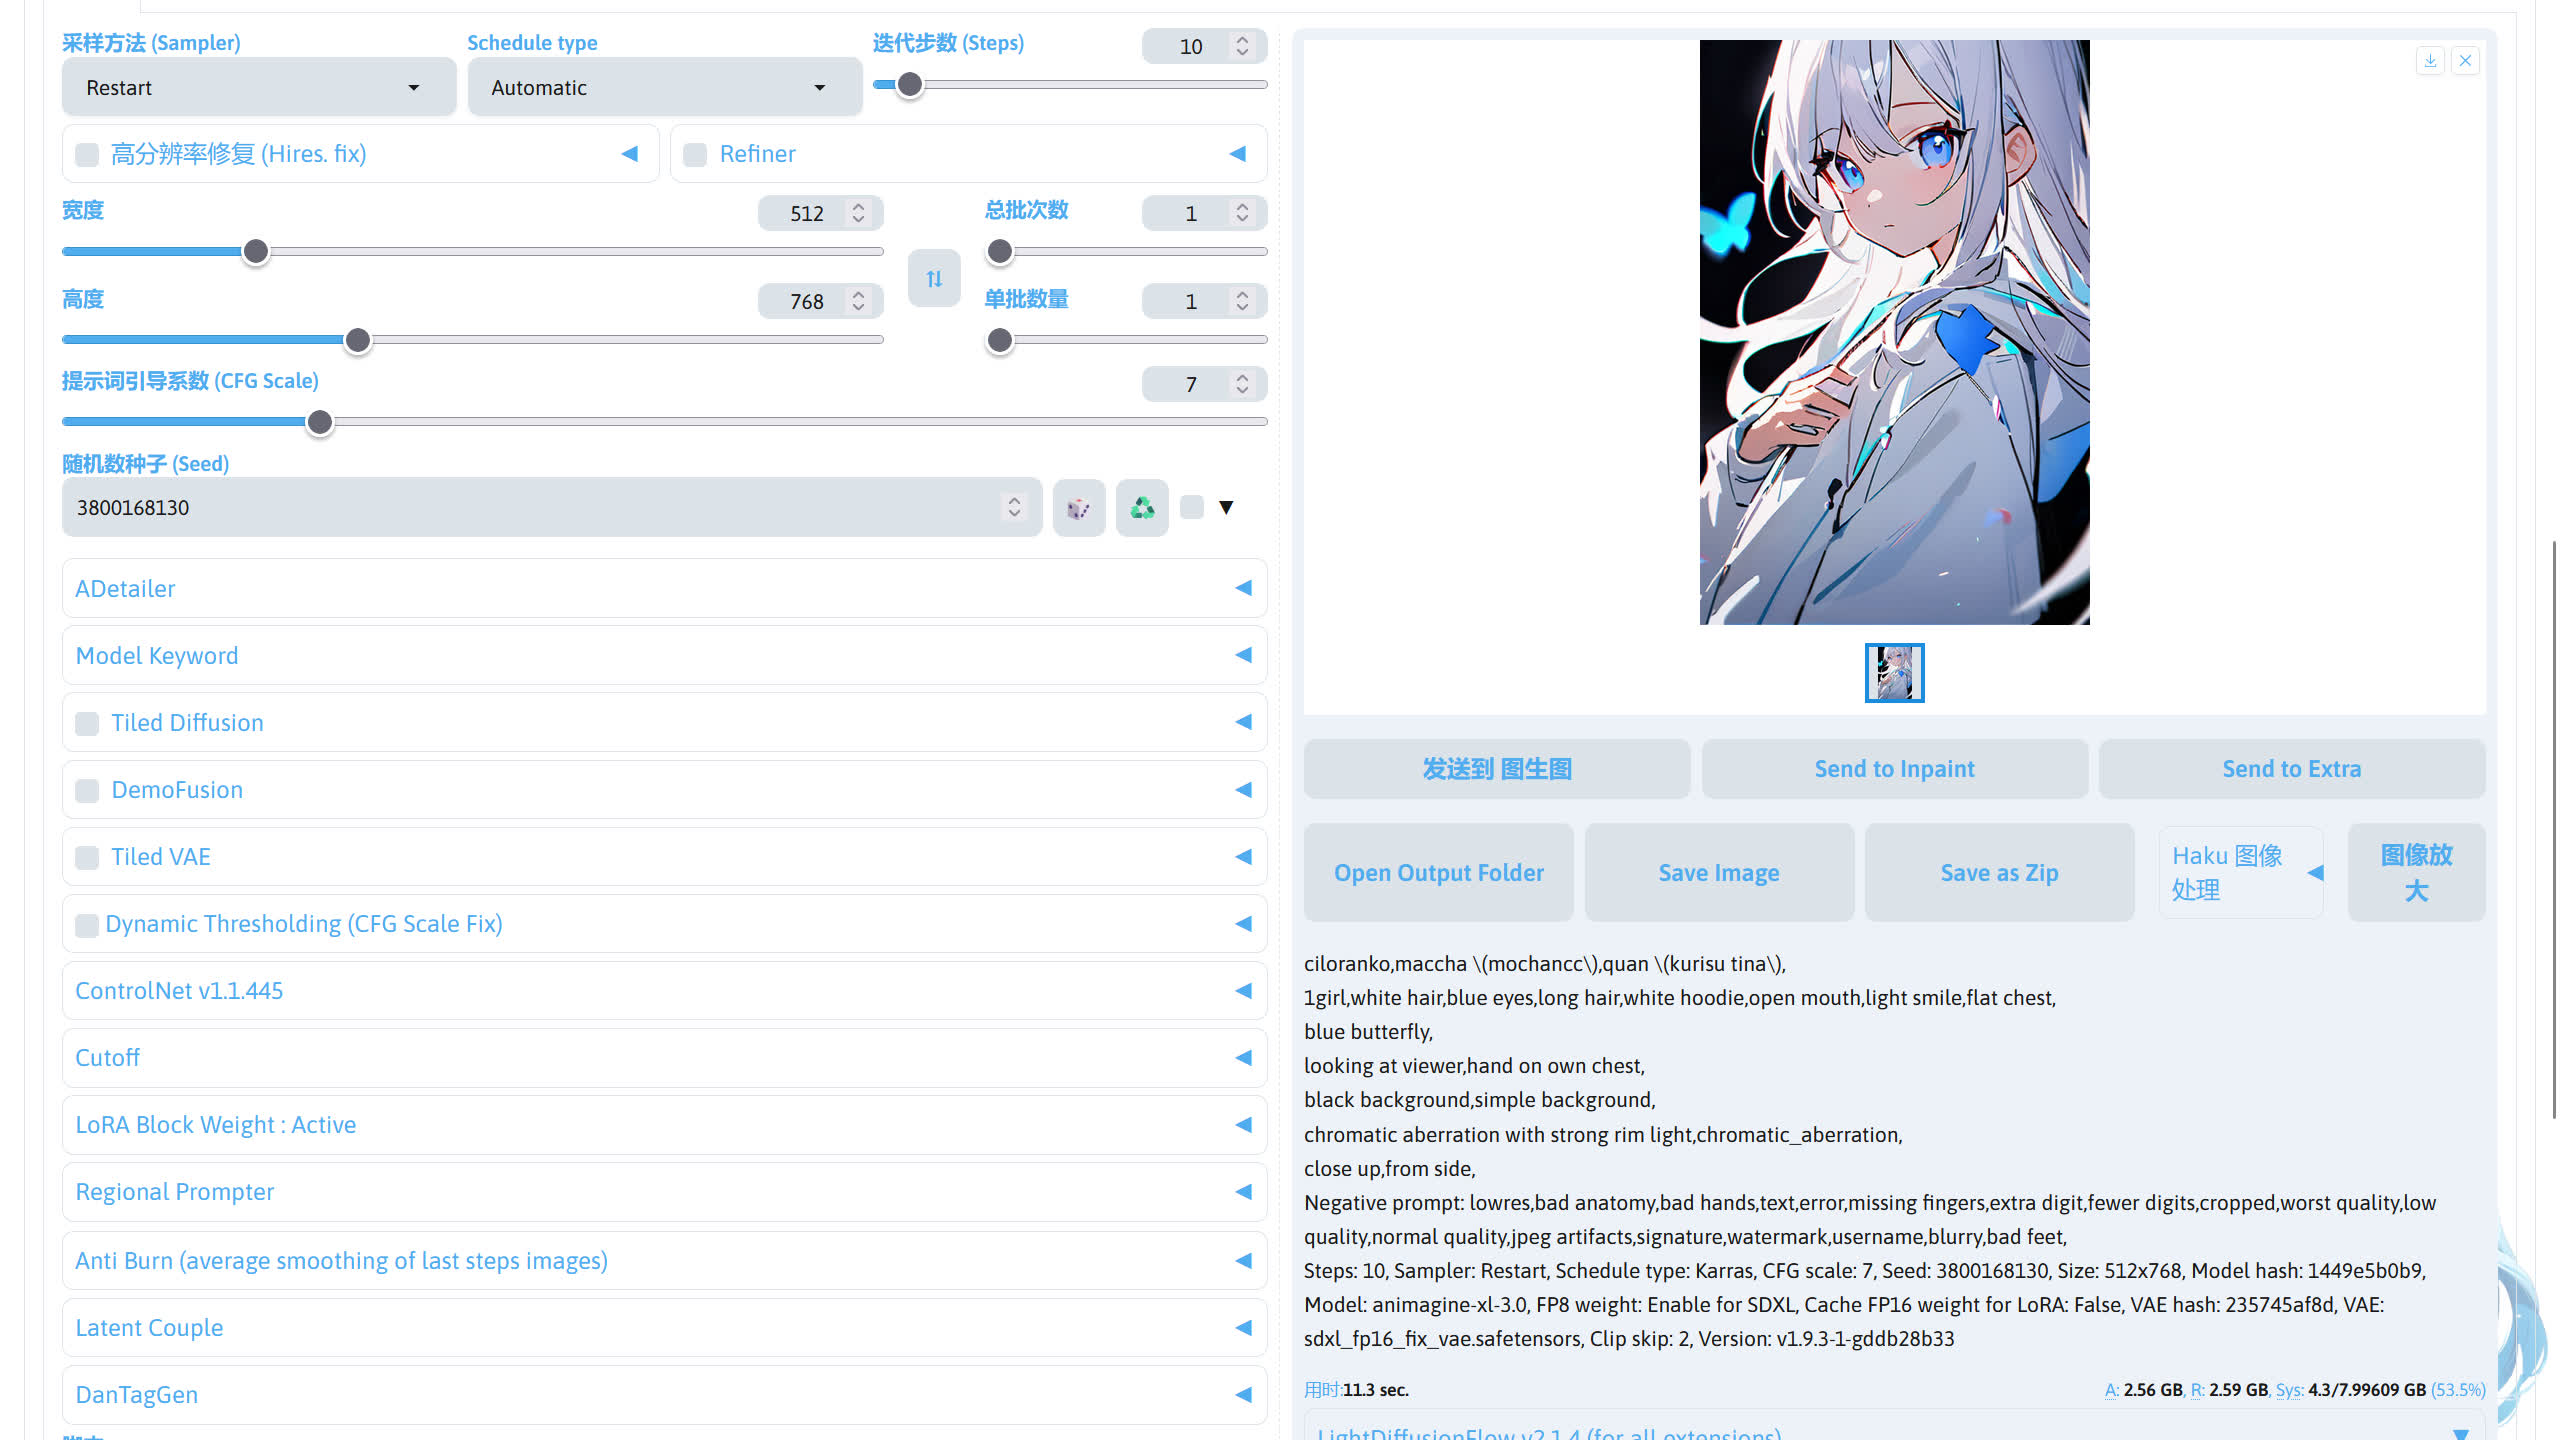 采样方法 (Sampler)
Schedule type
迭代步数 (Steps)
10
Restart
Automatic
高分辨率修复 (Hires. fix)
Refiner
宽度
512
总批次数
1
高度
768
单批数量
1
提示词引导系数 (CFG Scale)
7
随机数种子 (Seed)
3800168130
ADetailer
Model Keyword
Tiled Diffusion
DemoFusion
Tiled VAE
Dynamic Thresholding (CFG Scale Fix)
ControlNet v1.1.445
Cutoff
LoRA Block Weight : Active
Regional Prompter
Anti Burn (average smoothing of last steps images)
Latent Couple
DanTagGen
发送到 图生图
Send to Inpaint
Send to Extra
Open Output Folder
Save Image
Save as Zip
Haku 图像
处理
图像放
大
ciloranko,maccha \(mochancc\),quan \(kurisu tina\),
1girl,white hair,blue eyes,long hair,white hoodie,open mouth,light smile,flat chest,
blue butterfly,
looking at viewer,hand on own chest,
black background,simple background,
chromatic aberration with strong rim light,chromatic_aberration,
close up,from side,
Negative prompt: lowres,bad anatomy,bad hands,text,error,missing fingers,extra digit,fewer digits,cropped,worst quality,low
quality,normal quality,jpeg artifacts,signature,watermark,username,blurry,bad feet,
Steps: 10, Sampler: Restart, Schedule type: Karras, CFG scale: 7, Seed: 3800168130, Size: 512x768, Model hash: 1449e5b0b9,
Model: animagine-xl-3.0, FP8 weight: Enable for SDXL, Cache FP16 weight for LoRA: False, VAE hash: 235745af8d, VAE:
sdxl_fp16_fix_vae.safetensors, Clip skip: 2, Version: v1.9.3-1-gddb28b33
用时:11.3 sec.
A: 2.56 GB, R: 2.59 GB, Sys: 4.3/7.99609 GB (53.5%)
LightDiffusionFlow v2.1.4 (for all extensions)